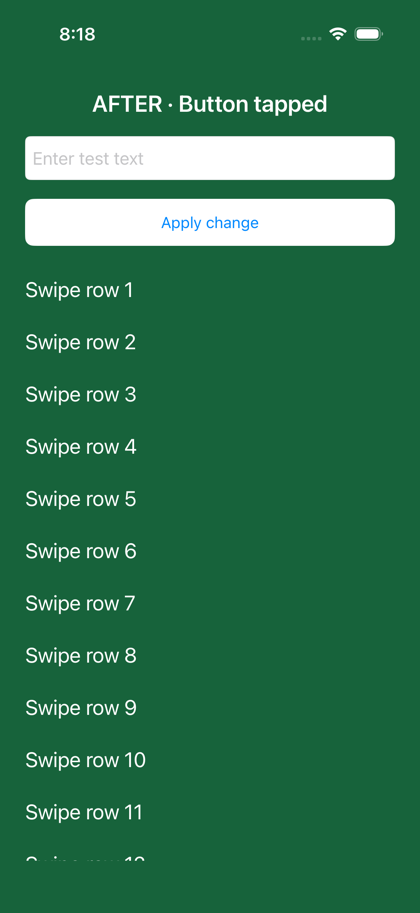 8:18
AFTER · Button tapped
Enter test text
Apply change
Swipe row 1
Swipe row 2
Swipe row 3
Swipe row 4
Swipe row 5
Swipe row 6
Swipe row 7
Swipe row 8
Swipe row 9
Swipe row 10
Swipe row 11